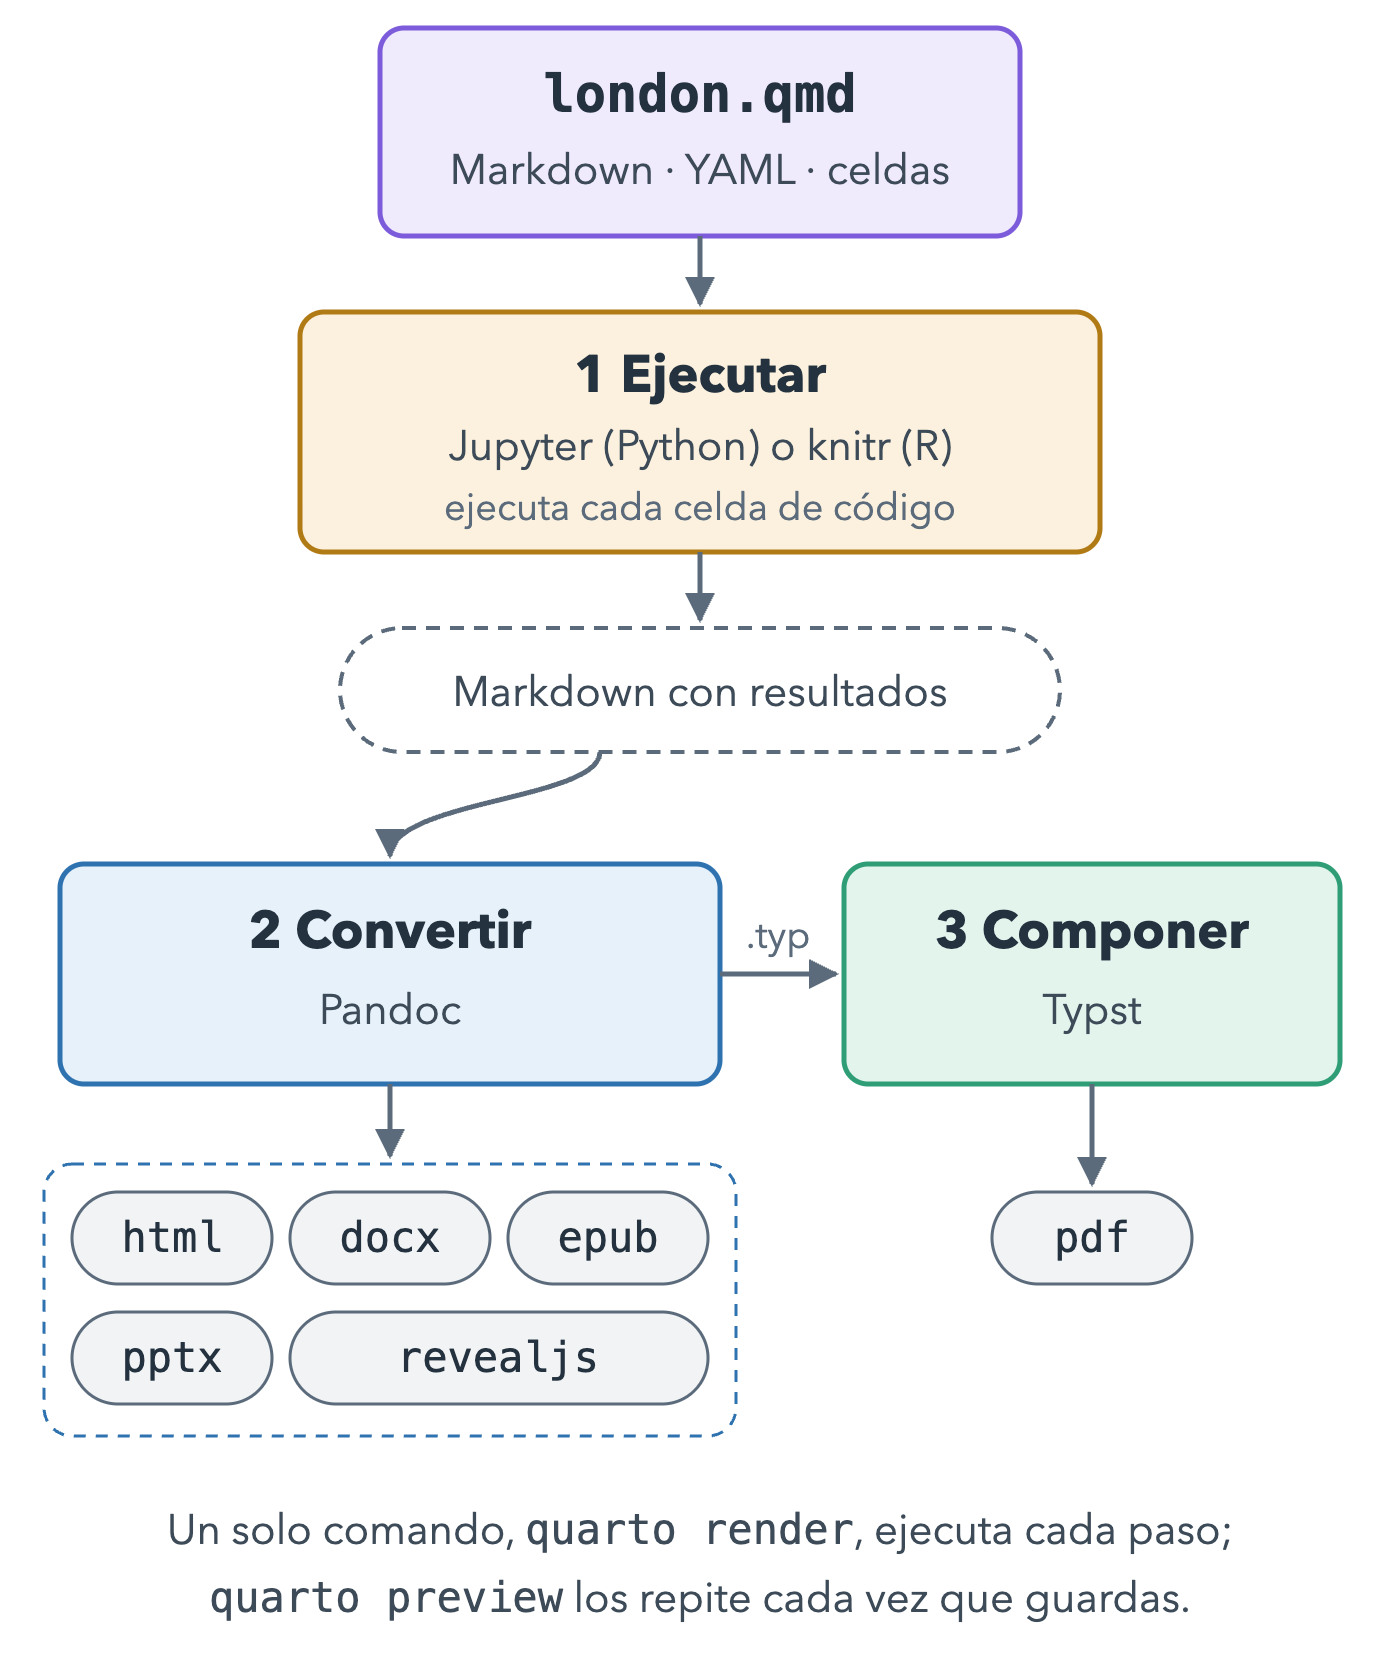 london.qmd
Markdown · YAML · celdas
1 Ejecutar
Jupyter (Python) o knitr (R)
ejecuta cada celda de código
Markdown con resultados
2 Convertir
Pandoc
.typ
3 Componer
Typst
html
docx
epub
pptx
revealjs
pdf
Un solo comando, quarto render, ejecuta cada paso;
quarto preview los repite cada vez que guardas.